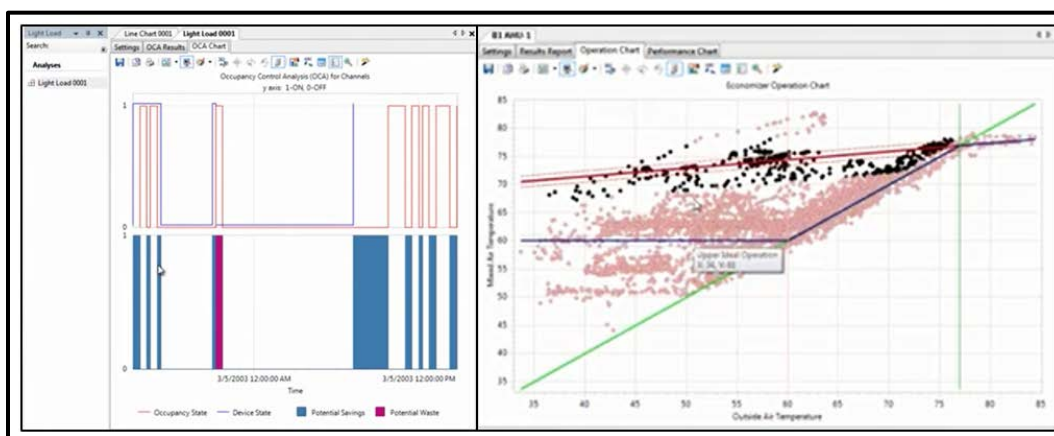 Light Load
Search:
Analyses
Light Load 0001
Line Chart 0001 Light Load 0001
Settings OCA Results OCA Chart
Occupancy Control Analysis (OCA) for Channels
y axis: 1-ON, 0-OFF
1
0
1
0
3/5/2003 12:00:00 AM 3/5/2003 12:00:00 PM
Time
Occupancy State Device State Potential Savings Potential Waste
B1 AHU-1
Settings Results Report Operation Chart Performance Chart
Economizer Operation Chart
Mixed Air Temperature
85
80
75
70
65
60
55
50
45
40
35
Upper Ideal Operation
35 40 45 50 55 60 65 70 75 80 85
Outside Air Temperature